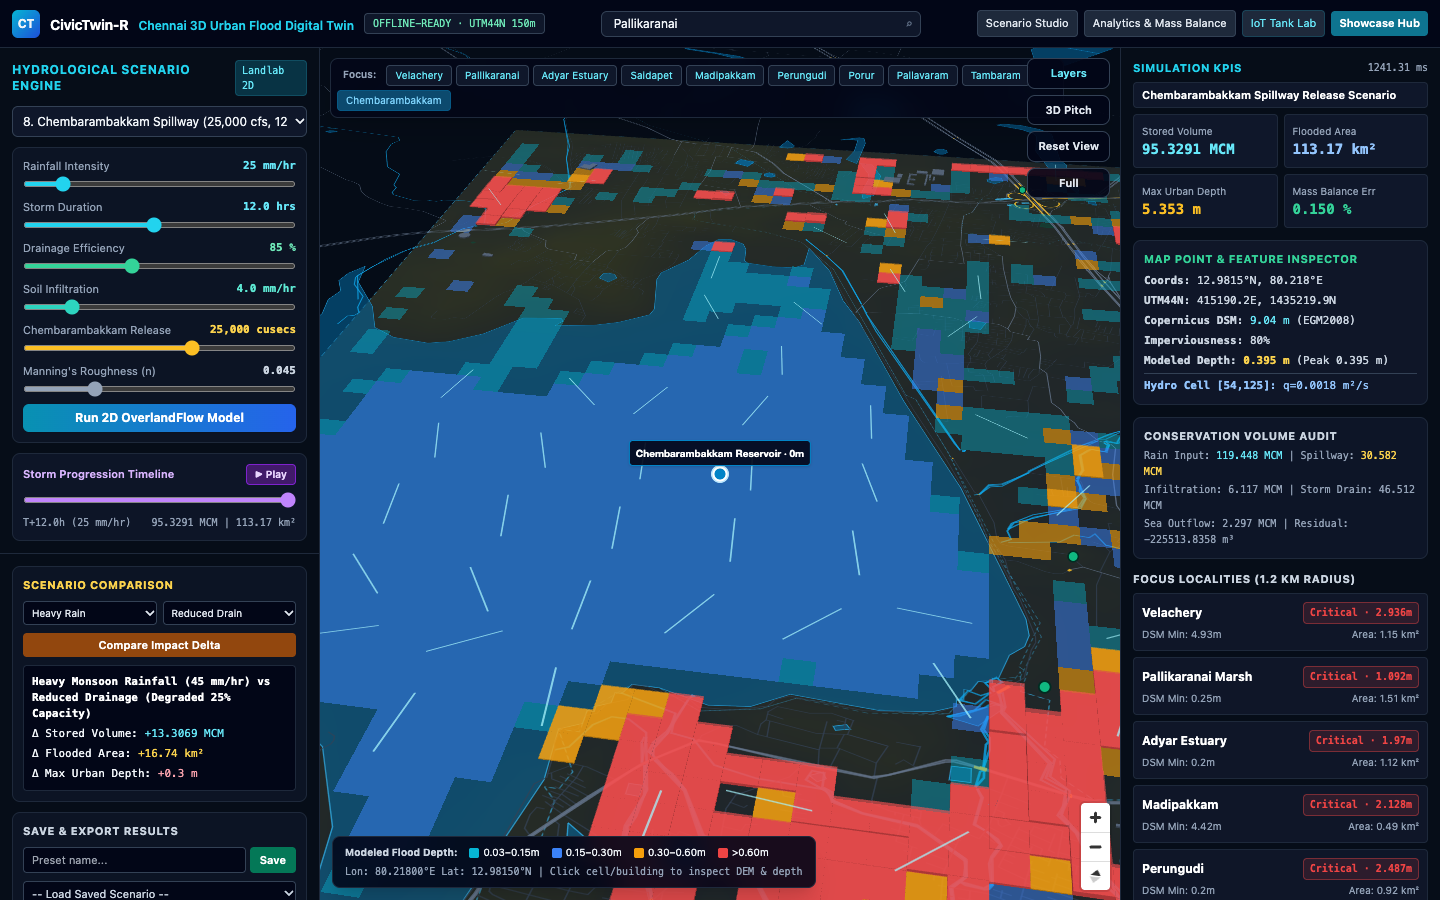 CT CivicTwin-R Chennai 3D Urban Flood Digital Twin OFFLINE-READY · UTM44N 150m
Pallikaranai
Scenario Studio Analytics & Mass Balance IoT Tank Lab Showcase Hub
HYDROLOGICAL SCENARIO ENGINE
Landlab 2D
8. Chembarambakkam Spillway (25,000 cfs, 12
Rainfall Intensity 25 mm/hr
Storm Duration 12.0 hrs
Drainage Efficiency 85 %
Soil Infiltration 4.0 mm/hr
Chembarambakkam Release 25,000 cusecs
Manning's Roughness (n) 0.045
Run 2D OverlandFlow Model
Storm Progression Timeline ▶ Play
T+12.0h (25 mm/hr) 95.3291 MCM | 113.17 km²
SCENARIO COMPARISON
Heavy Rain Reduced Drain
Compare Impact Delta
Heavy Monsoon Rainfall (45 mm/hr) vs
Reduced Drainage (Degraded 25%
Capacity)
Δ Stored Volume: +13.3069 MCM
Δ Flooded Area: +16.74 km²
Δ Max Urban Depth: +0.3 m
SAVE & EXPORT RESULTS
Preset name... Save
-- Load Saved Scenario --
Focus: Velachery Pallikaranai Adyar Estuary Saidapet Madipakkam Perungudi Porur Pallavaram Tambaram
Chembarambakkam
Layers
3D Pitch
Reset View
Full
Chembarambakkam Reservoir · 0m
Modeled Flood Depth: 0.03–0.15m 0.15–0.30m 0.30–0.60m >0.60m
Lon: 80.21800°E Lat: 12.98150°N | Click cell/building to inspect DEM & depth
SIMULATION KPIS 1241.31 ms
Chembarambakkam Spillway Release Scenario
Stored Volume Flooded Area
95.3291 MCM 113.17 km²
Max Urban Depth Mass Balance Err
5.353 m 0.150 %
MAP POINT & FEATURE INSPECTOR
Coords: 12.9815°N, 80.218°E
UTM44N: 415190.2E, 1435219.9N
Copernicus DSM: 9.04 m (EGM2008)
Imperviousness: 80%
Modeled Depth: 0.395 m (Peak 0.395 m)
Hydro Cell [54,125]: q=0.0018 m²/s
CONSERVATION VOLUME AUDIT
Rain Input: 119.448 MCM | Spillway: 30.582
MCM
Infiltration: 6.117 MCM | Storm Drain: 46.512
MCM
Sea Outflow: 2.297 MCM | Residual:
−225513.8358 m³
FOCUS LOCALITIES (1.2 KM RADIUS)
Velachery Critical · 2.936m
DSM Min: 4.93m Area: 1.15 km²
Pallikaranai Marsh Critical · 1.092m
DSM Min: 0.25m Area: 1.51 km²
Adyar Estuary Critical · 1.97m
DSM Min: 0.2m Area: 1.12 km²
Madipakkam Critical · 2.128m
DSM Min: 4.42m Area: 0.49 km²
Perungudi Critical · 2.487m
DSM Min: 0.2m Area: 0.92 km²